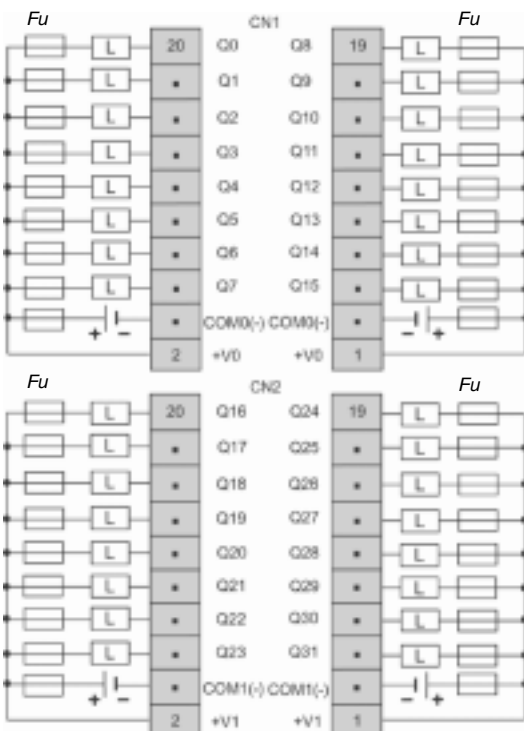 Fu CN1 Fu
L 20 Q0 Q8 19 L
L Q1 Q9 L
L Q2 Q10 L
L Q3 Q11 L
L Q4 Q12 L
L Q5 Q13 L
L Q6 Q14 L
L Q7 Q15 L
+ - COM0(-) COM0(-) - +
2 +V0 +V0 1
Fu CN2 Fu
L 20 Q16 Q24 19 L
L Q17 Q25 L
L Q18 Q26 L
L Q19 Q27 L
L Q20 Q28 L
L Q21 Q29 L
L Q22 Q30 L
L Q23 Q31 L
+ - COM1(-) COM1(-) - +
2 +V1 +V1 1